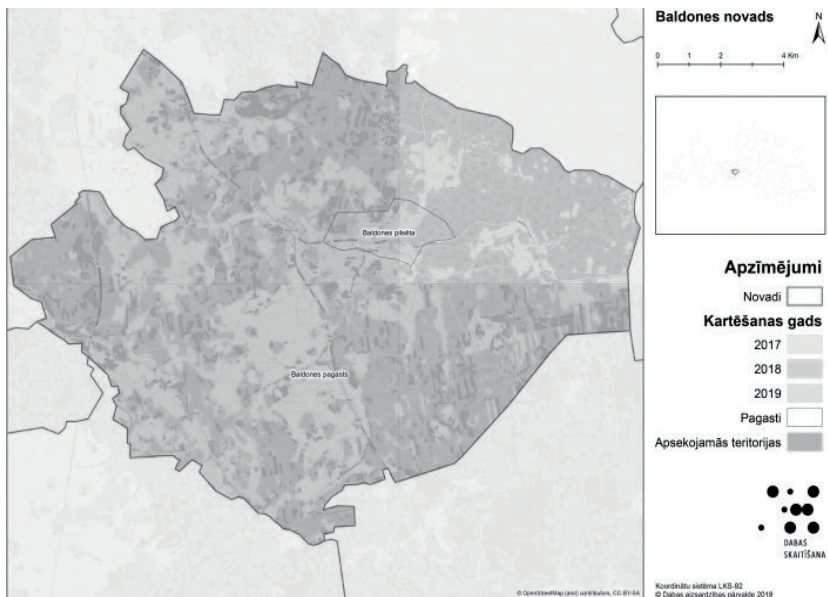 Baldones novads
N
0 1 2 4 Km
Baldones pilsēta
Baldones pagasts
Apzīmējumi
Novadi
Kartēšanas gads
2017
2018
2019
Pagasti
Apsekojamās teritorijas
DABAS
SKAITĪŠANA
Koordinātu sistēma LKS-92
© Dabas aizsardzības pārvalde 2018
© OpenStreetMap (and) contributors, CC-BY-SA